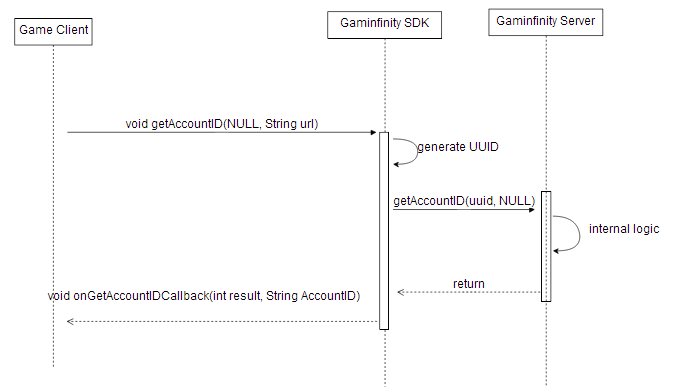 Game Client
Gaminfinity SDK
Gaminfinity Server
void getAccountID(NULL, String url)
generate UUID
getAccountID(uuid, NULL)
internal logic
return
void onGetAccountIDCallback(int result, String AccountID)